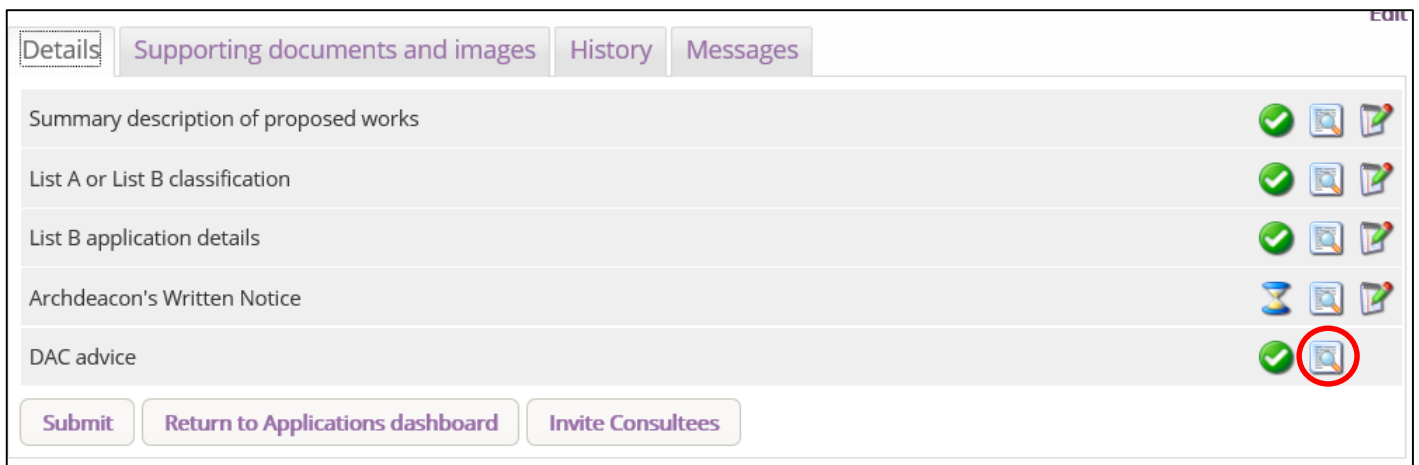 Edit
Details Supporting documents and images History Messages
Summary description of proposed works
List A or List B classification
List B application details
Archdeacon's Written Notice
DAC advice
Submit Return to Applications dashboard Invite Consultees